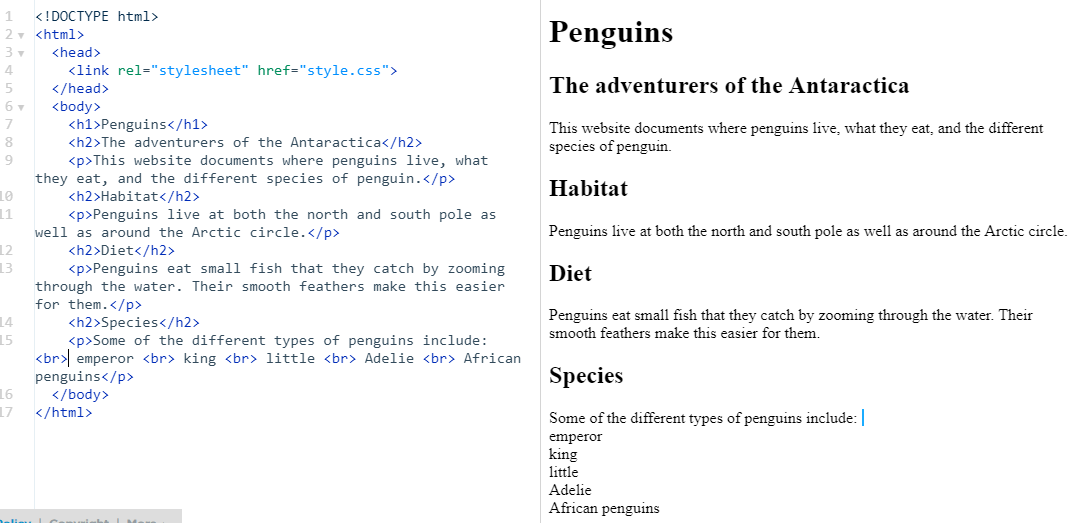 1 <!DOCTYPE html>
2 <html>
3 <head>
4 <link rel="stylesheet" href="style.css">
5 </head>
6 <body>
7 <h1>Penguins</h1>
8 <h2>The adventurers of the Antaractica</h2>
9 <p>This website documents where penguins live, what
they eat, and the different species of penguin.</p>
10 <h2>Habitat</h2>
11 <p>Penguins live at both the north and south pole as
well as around the Arctic circle.</p>
12 <h2>Diet</h2>
13 <p>Penguins eat small fish that they catch by zooming
through the water. Their smooth feathers make this easier
for them.</p>
14 <h2>Species</h2>
15 <p>Some of the different types of penguins include:
<br> emperor <br> king <br> little <br> Adelie <br> African
penguins</p>
16 </body>
17 </html>
Penguins
The adventurers of the Antaractica
This website documents where penguins live, what they eat, and the different
species of penguin.
Habitat
Penguins live at both the north and south pole as well as around the Arctic circle.
Diet
Penguins eat small fish that they catch by zooming through the water. Their
smooth feathers make this easier for them.
Species
Some of the different types of penguins include:
emperor
king
little
Adelie
African penguins